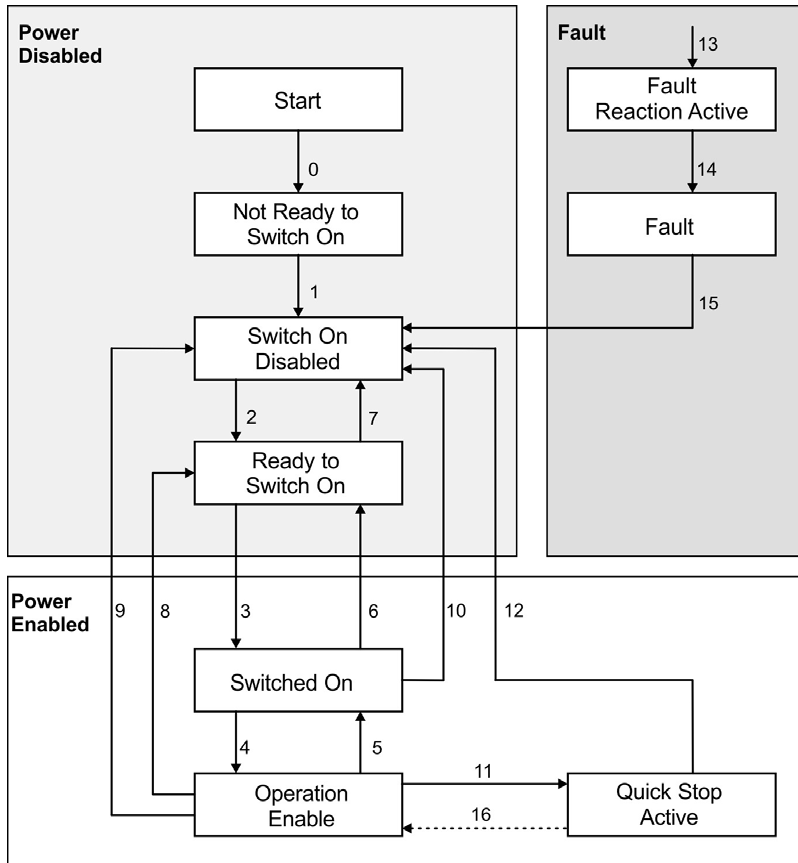 Power
Disabled
Start
0
Not Ready to
Switch On
1
Switch On
Disabled
2
7
Ready to
Switch On
Fault
13
Fault
Reaction Active
14
Fault
15
Power
Enabled
9
8
3
6
10
12
Switched On
4
5
Operation
Enable
11
16
Quick Stop
Active